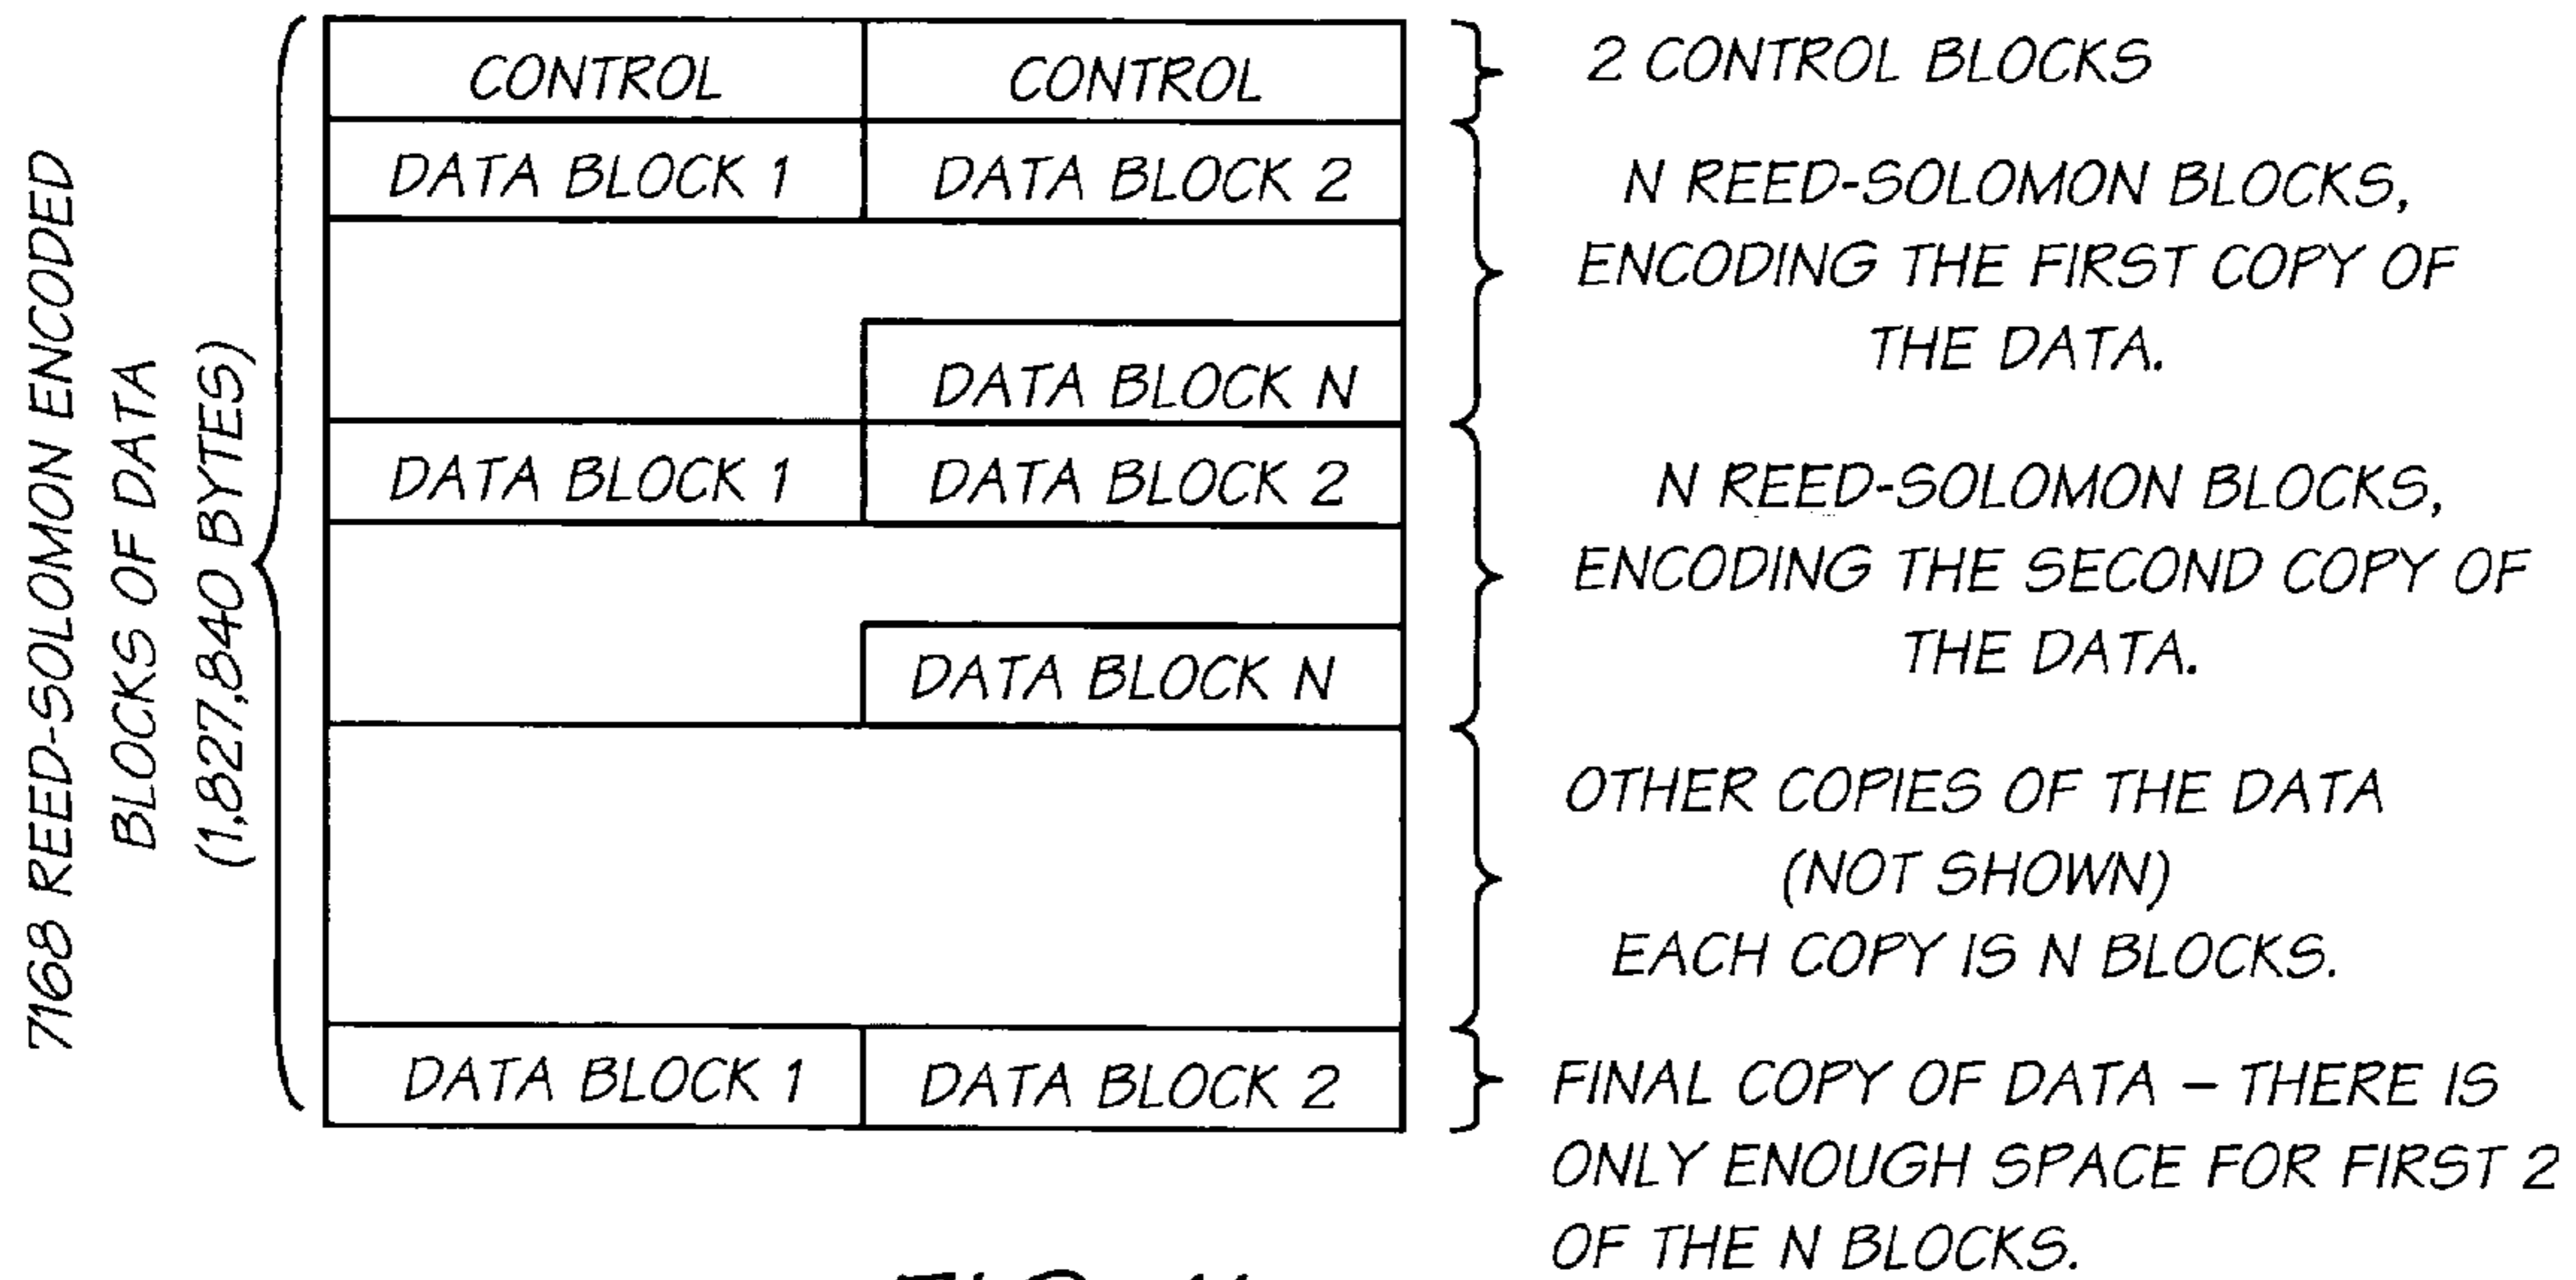 7168 REED-SOLOMON ENCODED
BLOCKS OF DATA
(1,827,840 BYTES)
CONTROL CONTROL
DATA BLOCK 1 DATA BLOCK 2
DATA BLOCK N
DATA BLOCK 1 DATA BLOCK 2
DATA BLOCK N
DATA BLOCK 1 DATA BLOCK 2
2 CONTROL BLOCKS
N REED-SOLOMON BLOCKS,
ENCODING THE FIRST COPY OF
THE DATA.
N REED-SOLOMON BLOCKS,
ENCODING THE SECOND COPY OF
THE DATA.
OTHER COPIES OF THE DATA
(NOT SHOWN)
EACH COPY IS N BLOCKS.
FINAL COPY OF DATA – THERE IS
ONLY ENOUGH SPACE FOR FIRST 2
OF THE N BLOCKS.